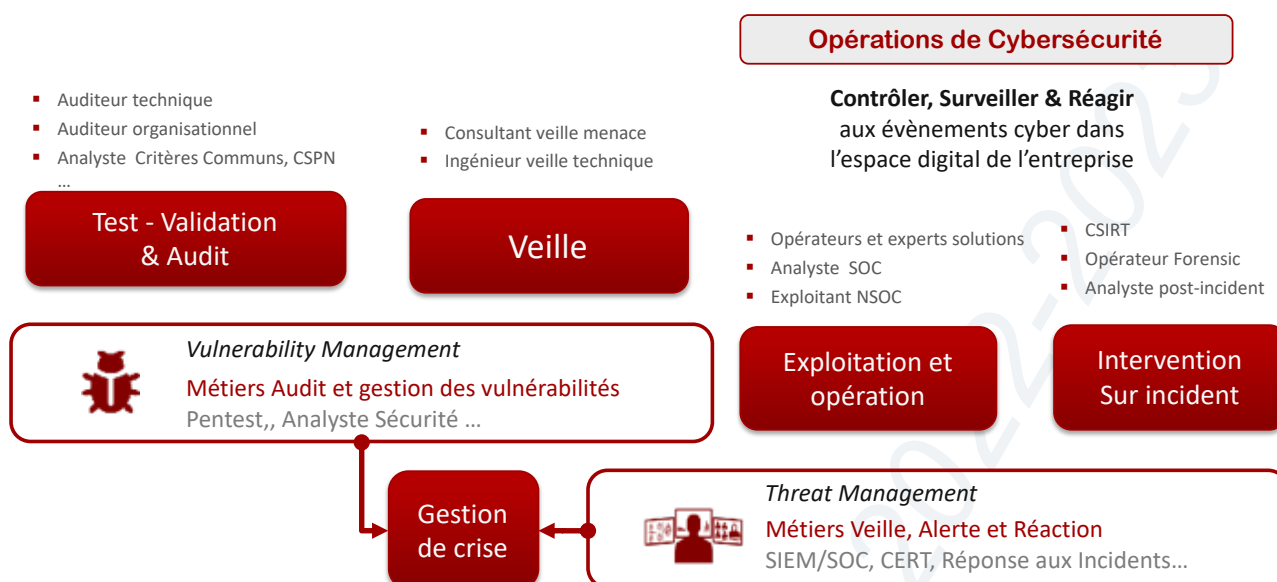 Opérations de Cybersécurité
Contrôler, Surveiller & Réagir
aux évènements cyber dans
l'espace digital de l'entreprise
▪ Auditeur technique
▪ Auditeur organisationnel
▪ Analyste Critères Communs, CSPN
…
Test - Validation
& Audit
▪ Consultant veille menace
▪ Ingénieur veille technique
Veille
▪ Opérateurs et experts solutions
▪ Analyste SOC
▪ Exploitant NSOC
Exploitation et
opération
▪ CSIRT
▪ Opérateur Forensic
▪ Analyste post-incident
Intervention
Sur incident
Vulnerability Management
Métiers Audit et gestion des vulnérabilités
Pentest,, Analyste Sécurité …
Gestion
de crise
Threat Management
Métiers Veille, Alerte et Réaction
SIEM/SOC, CERT, Réponse aux Incidents…
2022-2023